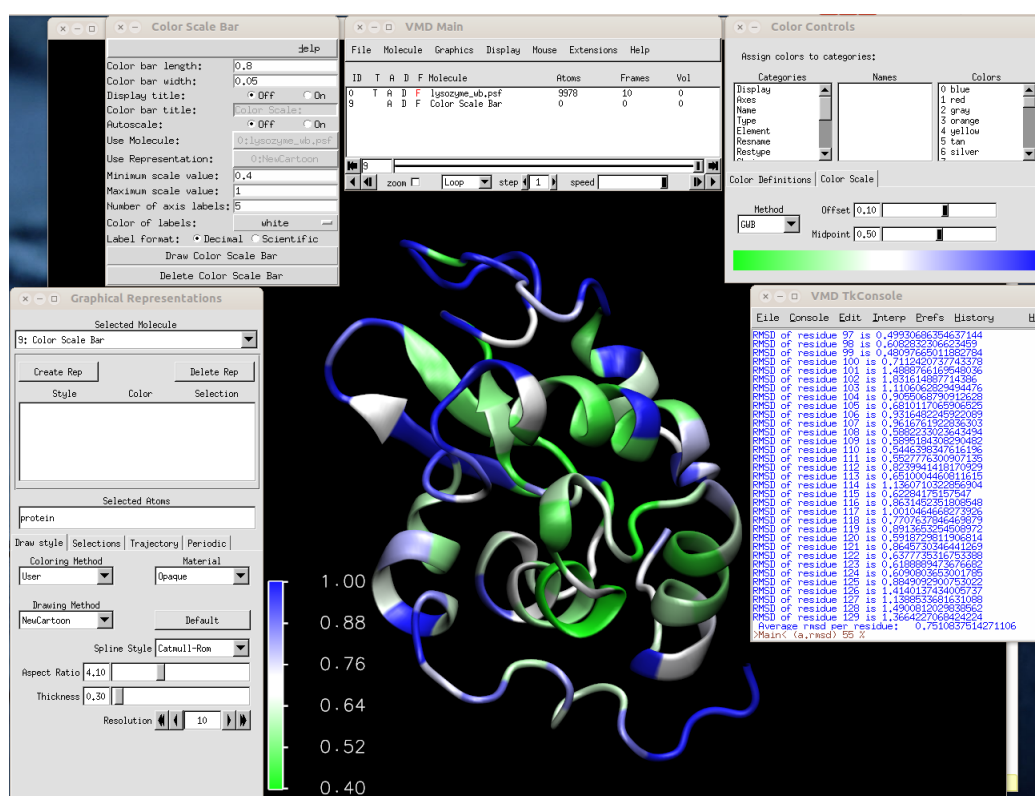 Color Scale Bar
Help
Color bar length: 0.8
Color bar width: 0.05
Display title: Off On
Color bar title: Color Scale:
Autoscale: Off On
Use Molecule: 0:lysozyme_wb.psf
Use Representation: 0:NewCartoon
Minimum scale value: 0.4
Maximum scale value: 1
Number of axis labels: 5
Color of labels: white
Label format: Decimal Scientific
Draw Color Scale Bar
Delete Color Scale Bar
VMD Main
File Molecule Graphics Display Mouse Extensions Help
ID T A D F Molecule Atoms Frames Vol
0 T A D F lysozyme_wb.psf 9978 10 0
9 A D F Color Scale Bar 0 0 0
9
zoom Loop step 1 speed
Color Controls
Assign colors to categories:
Categories Names Colors
Display 0 blue
Axes 1 red
Name 2 gray
Type 3 orange
Element 4 yellow
Resname 5 tan
Restype 6 silver
Color Definitions Color Scale
Method Offset 0.10
GWB Midpoint 0.50
Graphical Representations
Selected Molecule
9: Color Scale Bar
Create Rep Delete Rep
Style Color Selection
Selected Atoms
protein
Draw style Selections Trajectory Periodic
Coloring Method Material
User Opaque
Drawing Method
NewCartoon Default
Spline Style Catmull-Rom
Aspect Ratio 4.10
Thickness 0.30
Resolution 10
1.00
0.88
0.76
0.64
0.52
0.40
VMD TkConsole
File Console Edit Interp Prefs History H
RMSD of residue 97 is 0.49930686354637144
RMSD of residue 98 is 0.6082832306623459
RMSD of residue 99 is 0.48097665011882784
RMSD of residue 100 is 0.7112420737743378
RMSD of residue 101 is 1.4888766169548036
RMSD of residue 102 is 1.831614887714386
RMSD of residue 103 is 1.1106062829494476
RMSD of residue 104 is 0.9055068790912628
RMSD of residue 105 is 0.6810117065906525
RMSD of residue 106 is 0.9316482245922089
RMSD of residue 107 is 0.9616761922836303
RMSD of residue 108 is 0.5882233023643494
RMSD of residue 109 is 0.5895184308290482
RMSD of residue 110 is 0.5446398347616196
RMSD of residue 111 is 0.5527776300907135
RMSD of residue 112 is 0.8239941418170929
RMSD of residue 113 is 0.6510004460811615
RMSD of residue 114 is 1.1360710322856904
RMSD of residue 115 is 0.62284175157547
RMSD of residue 116 is 0.8631452351808548
RMSD of residue 117 is 1.0010464668273926
RMSD of residue 118 is 0.7707637846469879
RMSD of residue 119 is 0.8913653254508972
RMSD of residue 120 is 0.5918729811906814
RMSD of residue 121 is 0.8645730346441269
RMSD of residue 122 is 0.6377735316753388
RMSD of residue 123 is 0.6188889473676682
RMSD of residue 124 is 0.6090803653001785
RMSD of residue 125 is 0.8849092900753022
RMSD of residue 126 is 1.4140137434005737
RMSD of residue 127 is 1.1388533681631088
RMSD of residue 128 is 1.4900812029838562
RMSD of residue 129 is 1.3664227068424224
Average rmsd per residue: 0.7510837514271106
>Main< (a.rmsd) 55 %